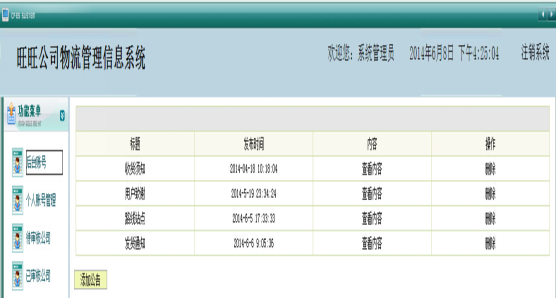 旺旺公司物流管理信息系统
欢迎您：系统管理员 2014年6月8日 下午4:25:04 注销系统
功能菜单
后台账号
个人账号管理
待审核公司
已审核公司
标题 发布时间 内容 操作
收货须知 2014-04-18 10:18:04 查看内容 删除
用户致谢 2014-5-19 23:34:24 查看内容 删除
路线站点 2014-6-5 17:33:33 查看内容 删除
发货通知 2014-6-6 9:05:36 查看内容 删除
添加公告